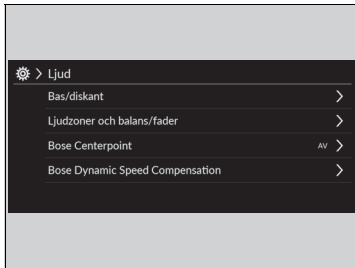 Ljud
Bas/diskant
Ljudzoner och balans/fader
Bose Centerpoint AV
Bose Dynamic Speed Compensation